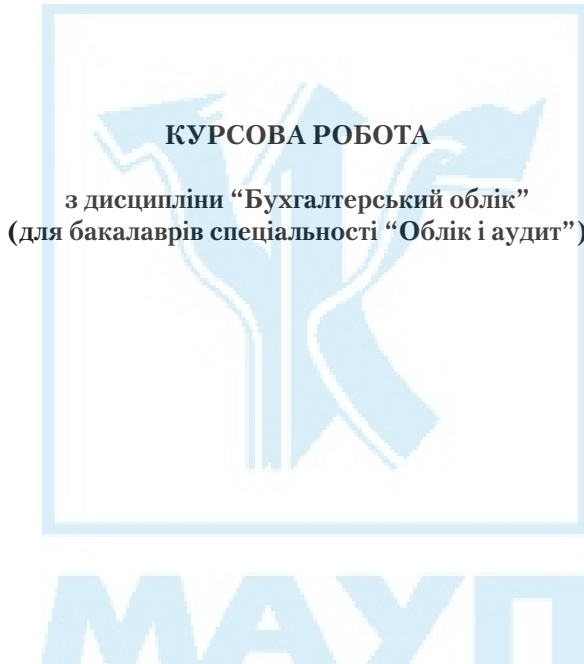 КУРСОВА РОБОТА
з дисципліни “Бухгалтерський облік”
(для бакалаврів спеціальності “Облік і аудит”)
МАУП